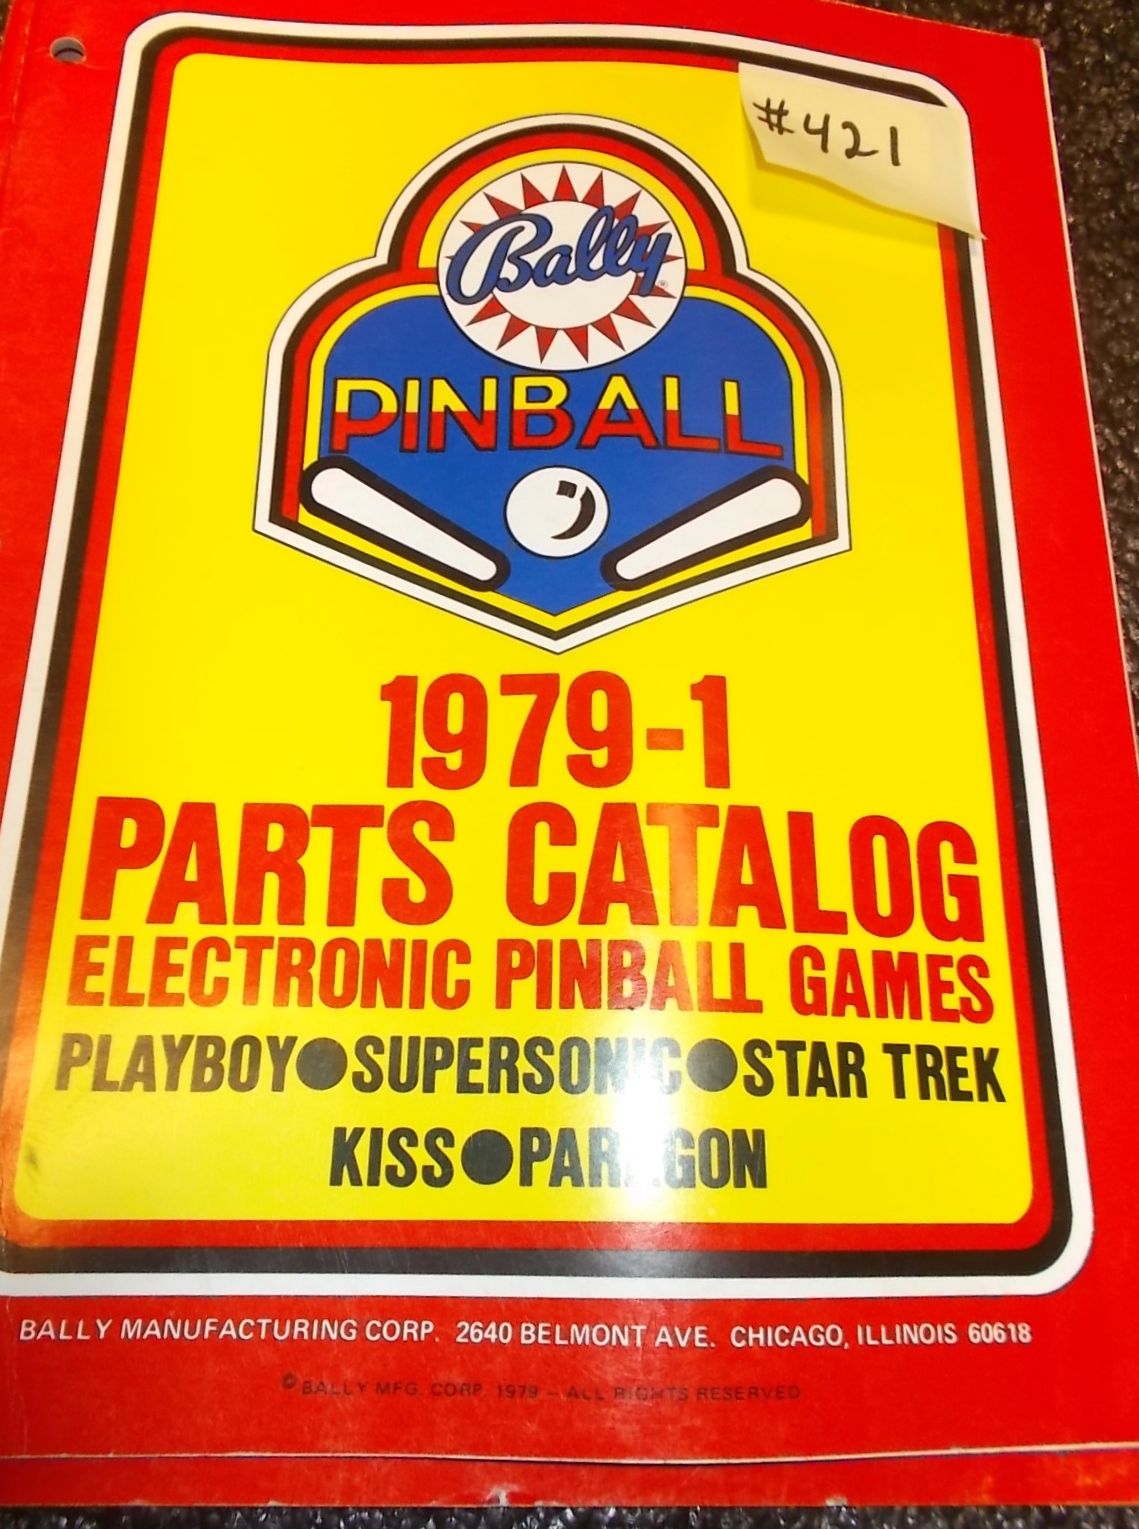 #421
Bally®
PINBALL
1979-1
PARTS CATALOG
ELECTRONIC PINBALL GAMES
PLAYBOY●SUPERSONIC●STAR TREK
KISS●PARAGON
BALLY MANUFACTURING CORP. 2640 BELMONT AVE. CHICAGO, ILLINOIS 60618
© BALLY MFG. CORP. 1979 – ALL RIGHTS RESERVED